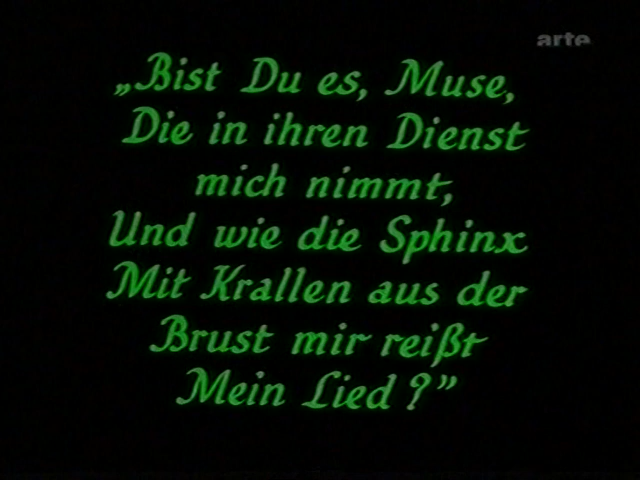 arte
„Bist Du es, Muse,
Die in ihren Dienst
mich nimmt,
Und wie die Sphinx
Mit Krallen aus der
Brust mir reißt
Mein Lied?”